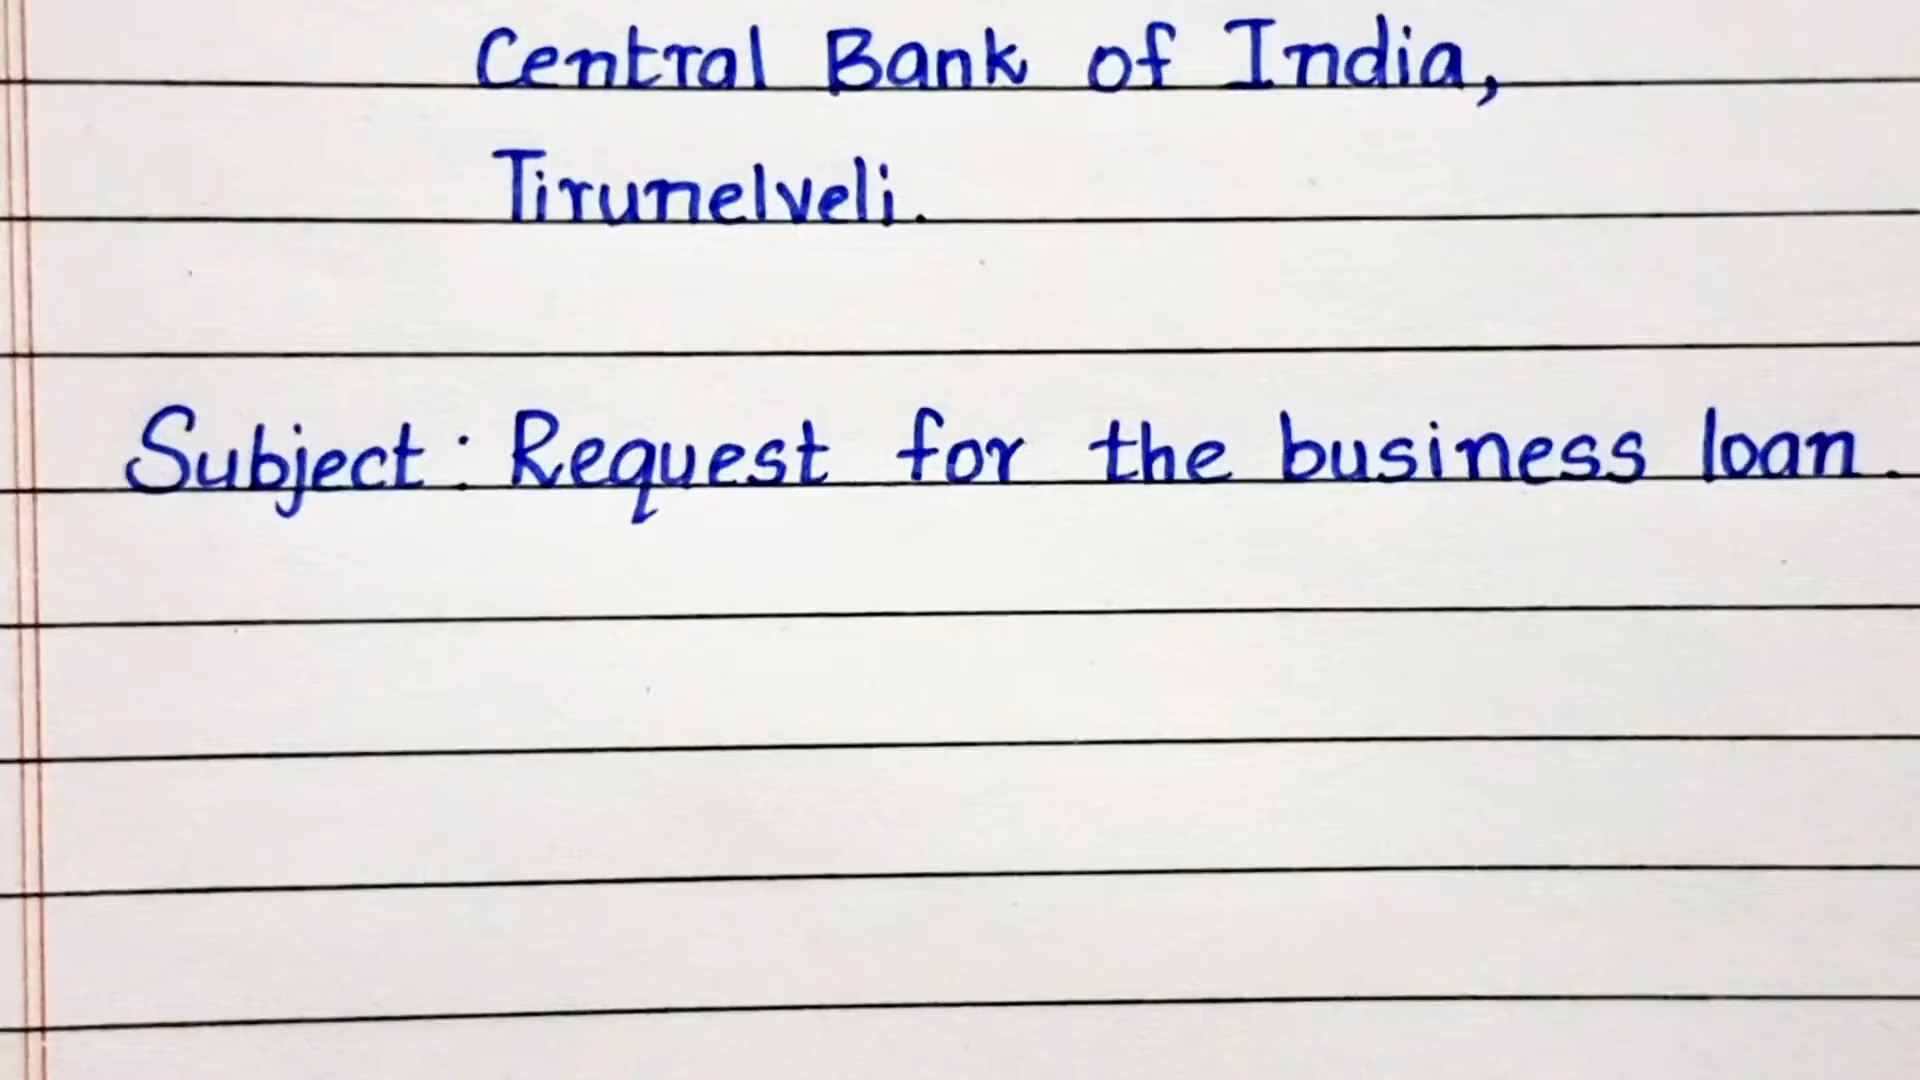 Central Bank of India,
Tirunelveli.
Subject: Request for the business loan.